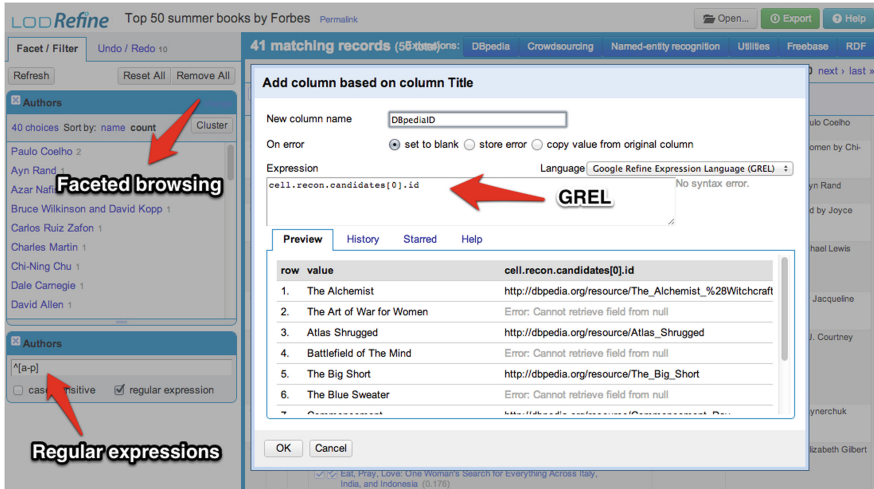 LODRefine Top 50 summer books by Forbes Permalink
Open... Export Help
Facet / Filter Undo / Redo 10
41 matching records (50 total) Extensions: DBpedia Crowdsourcing Named-entity recognition Utilities Freebase RDF
Refresh Reset All Remove All
next › last »
Authors
40 choices Sort by: name count Cluster
Paulo Coelho 2
Ayn Rand 1
Azar Nafi
Bruce Wilkinson and David Kopp 1
Carlos Ruiz Zafon 1
Charles Martin 1
Chi-Ning Chu 1
Dale Carnegie 1
David Allen 1
Faceted browsing
Authors
^[a-p]
case sensitive regular expression
Regular expressions
Add column based on column Title
New column name DBpediaID
On error set to blank store error copy value from original column
Expression Language Google Refine Expression Language (GREL)
cell.recon.candidates[0].id
No syntax error.
GREL
Preview History Starred Help
row value cell.recon.candidates[0].id
1. The Alchemist http://dbpedia.org/resource/The_Alchemist_%28Witchcraft
2. The Art of War for Women Error: Cannot retrieve field from null
3. Atlas Shrugged http://dbpedia.org/resource/Atlas_Shrugged
4. Battlefield of The Mind Error: Cannot retrieve field from null
5. The Big Short http://dbpedia.org/resource/The_Big_Short
6. The Blue Sweater Error: Cannot retrieve field from null
7. Commencement http://dbpedia.org/resource/Commencement_Day
OK Cancel
ulo Coelho
omen by Chi-
yn Rand
d by Joyce
hael Lewis
Jacqueline
J. Courtney
ynerchuk
lizabeth Gilbert
Eat, Pray, Love: One Woman's Search for Everything Across Italy,
India, and Indonesia (0.178)